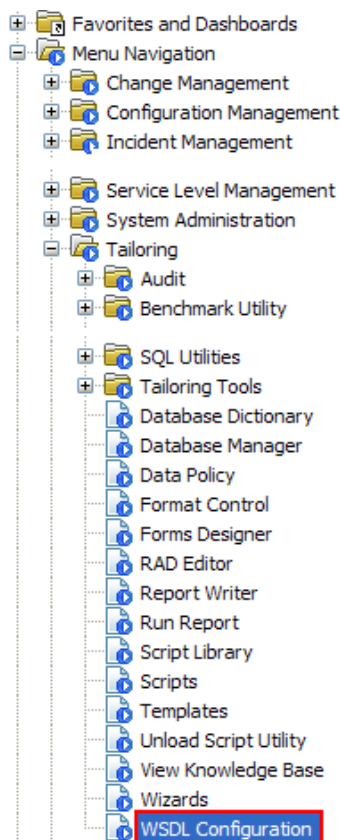 Favorites and Dashboards
Menu Navigation
Change Management
Configuration Management
Incident Management
Service Level Management
System Administration
Tailoring
Audit
Benchmark Utility
SQL Utilities
Tailoring Tools
Database Dictionary
Database Manager
Data Policy
Format Control
Forms Designer
RAD Editor
Report Writer
Run Report
Script Library
Scripts
Templates
Unload Script Utility
View Knowledge Base
Wizards
WSDL Configuration